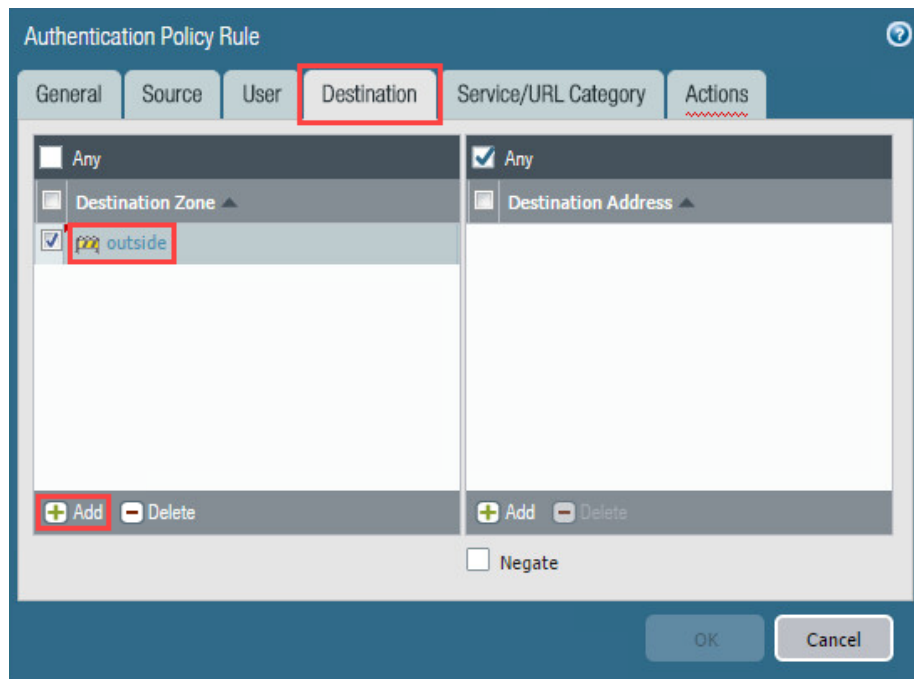 Authentication Policy Rule
General Source User Destination Service/URL Category Actions
Any Any
Destination Zone Destination Address
outside
Add Delete Add Delete
Negate
OK Cancel